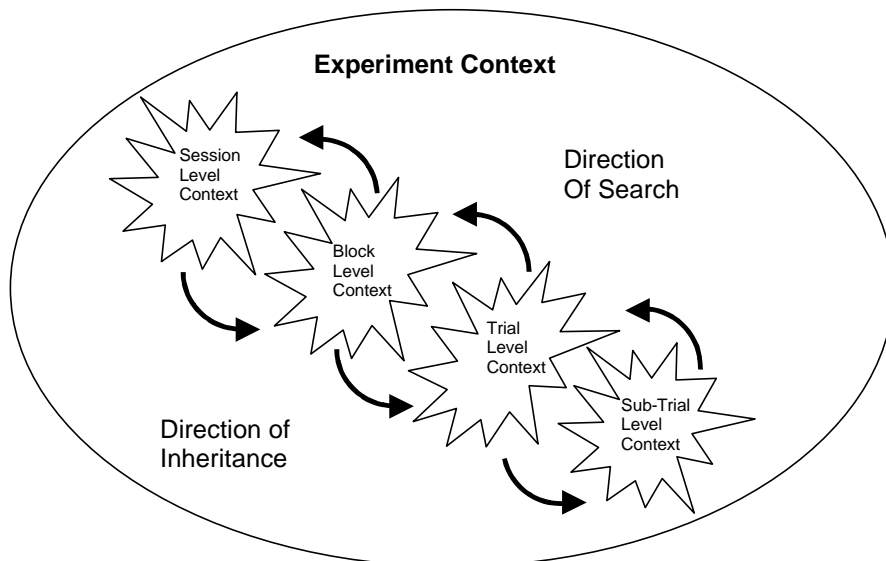 Experiment Context
Session
Level
Context
Direction
Of Search
Block
Level
Context
Trial
Level
Context
Sub-Trial
Level
Context
Direction of
Inheritance